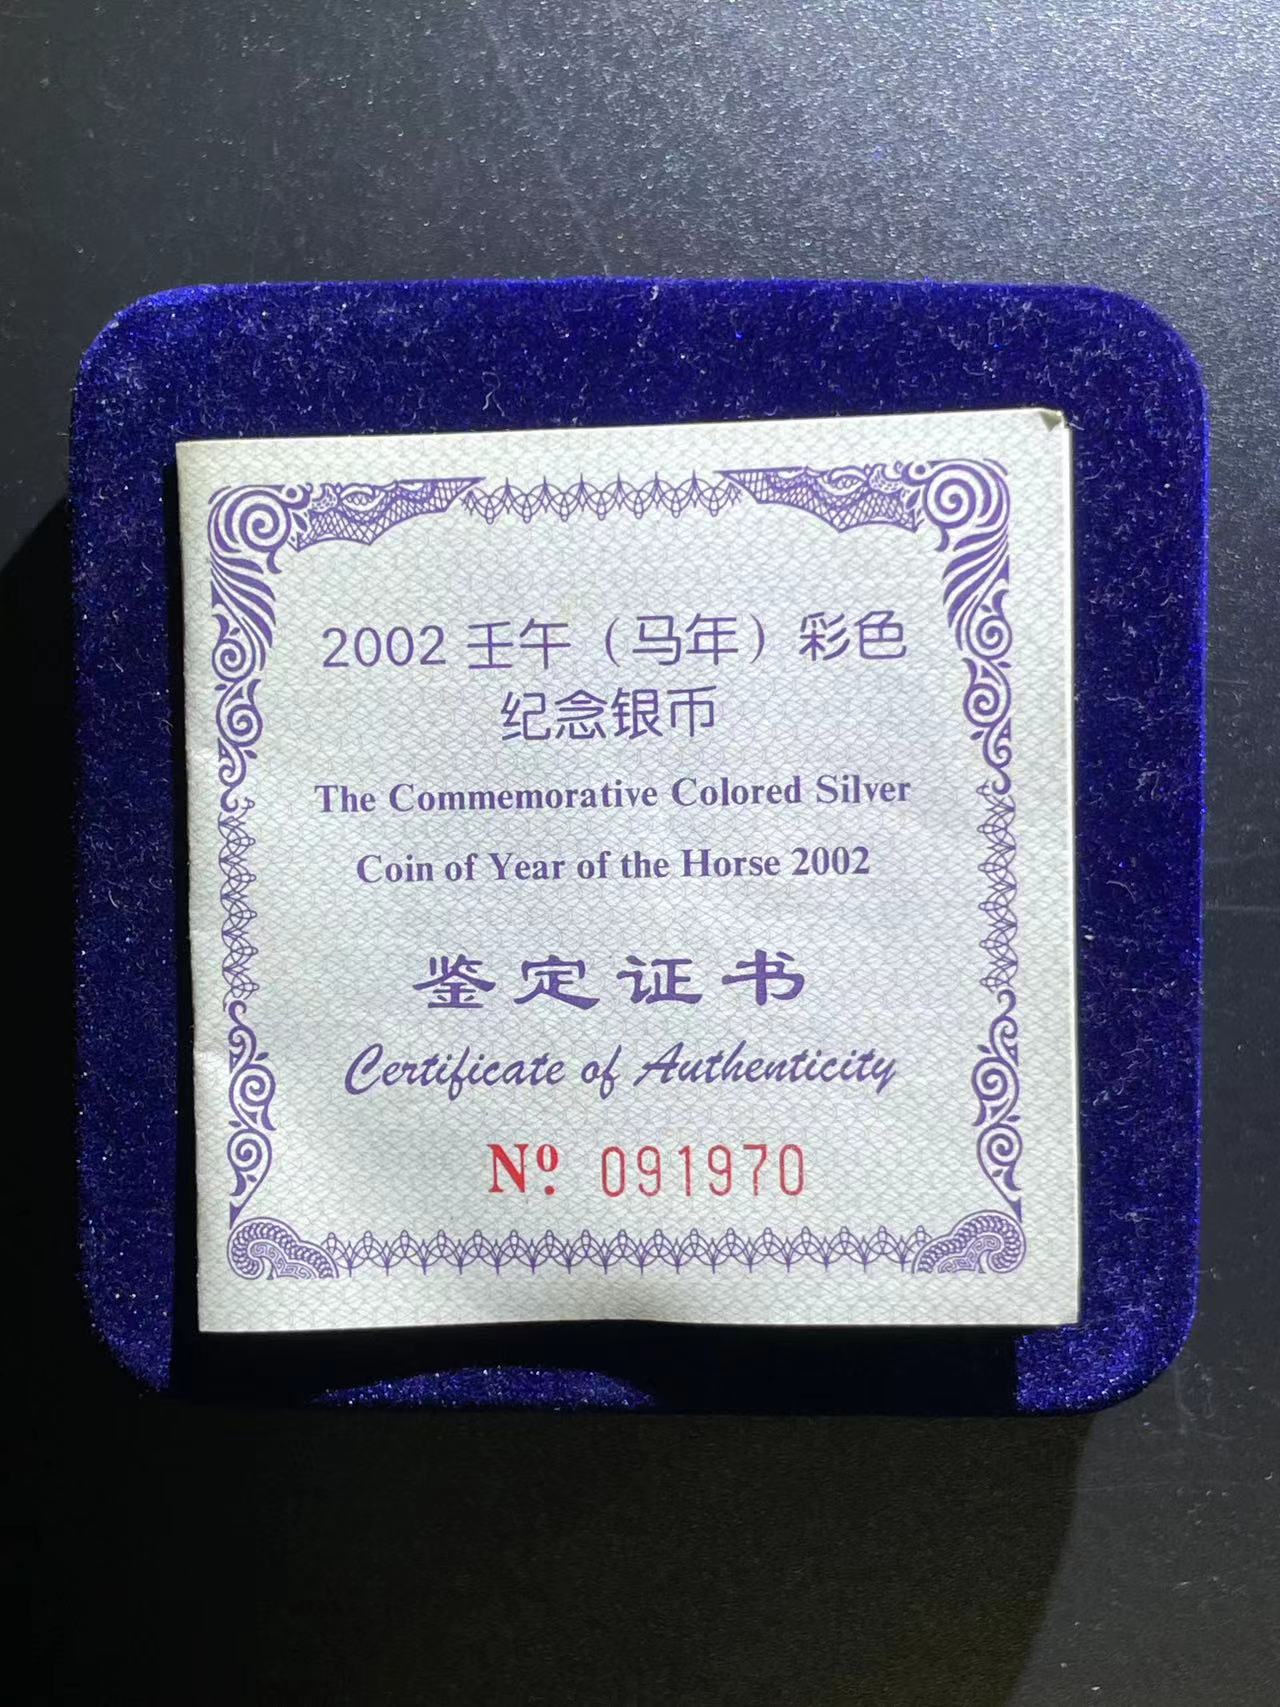 2002 壬午（马年）彩色
纪念银币
The Commemorative Colored Silver
Coin of Year of the Horse 2002
鉴定证书
Certificate of Authenticity
Nº. 091970